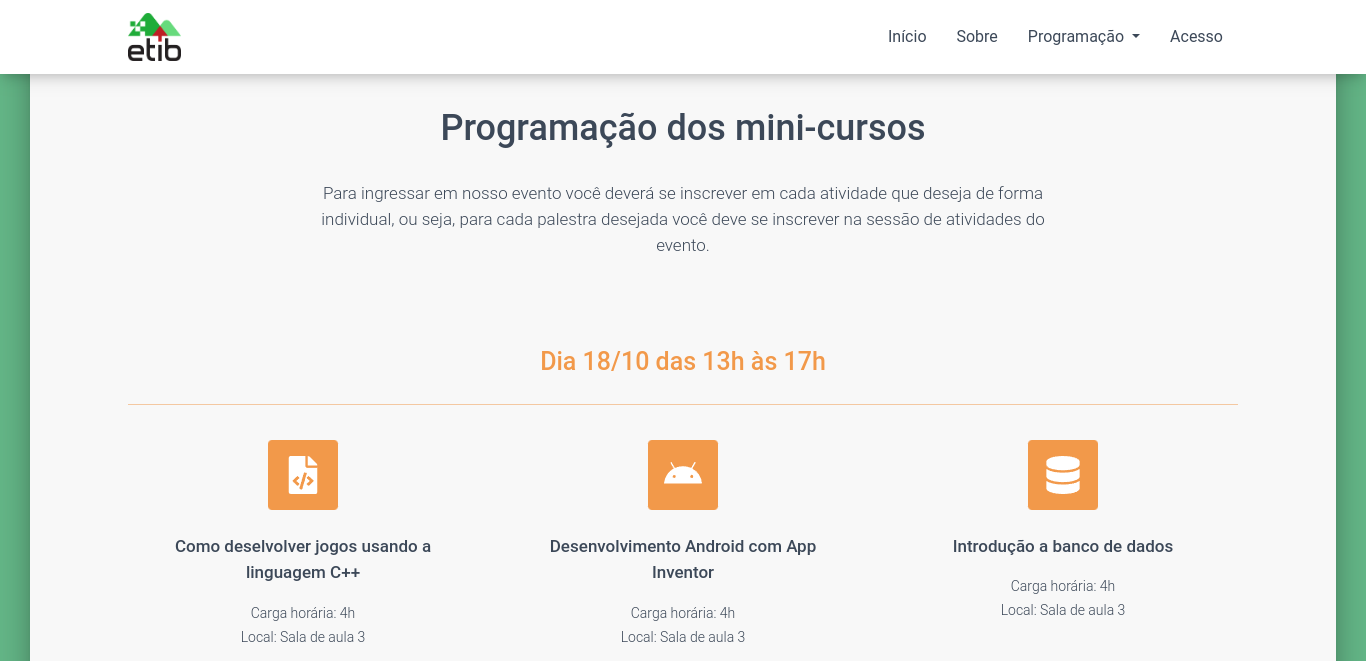 etib
Início Sobre Programação Acesso
Programação dos mini-cursos
Para ingressar em nosso evento você deverá se inscrever em cada atividade que deseja de forma
individual, ou seja, para cada palestra desejada você deve se inscrever na sessão de atividades do
evento.
Dia 18/10 das 13h às 17h
Como deselvolver jogos usando a
linguagem C++
Carga horária: 4h
Local: Sala de aula 3
Desenvolvimento Android com App
Inventor
Carga horária: 4h
Local: Sala de aula 3
Introdução a banco de dados
Carga horária: 4h
Local: Sala de aula 3